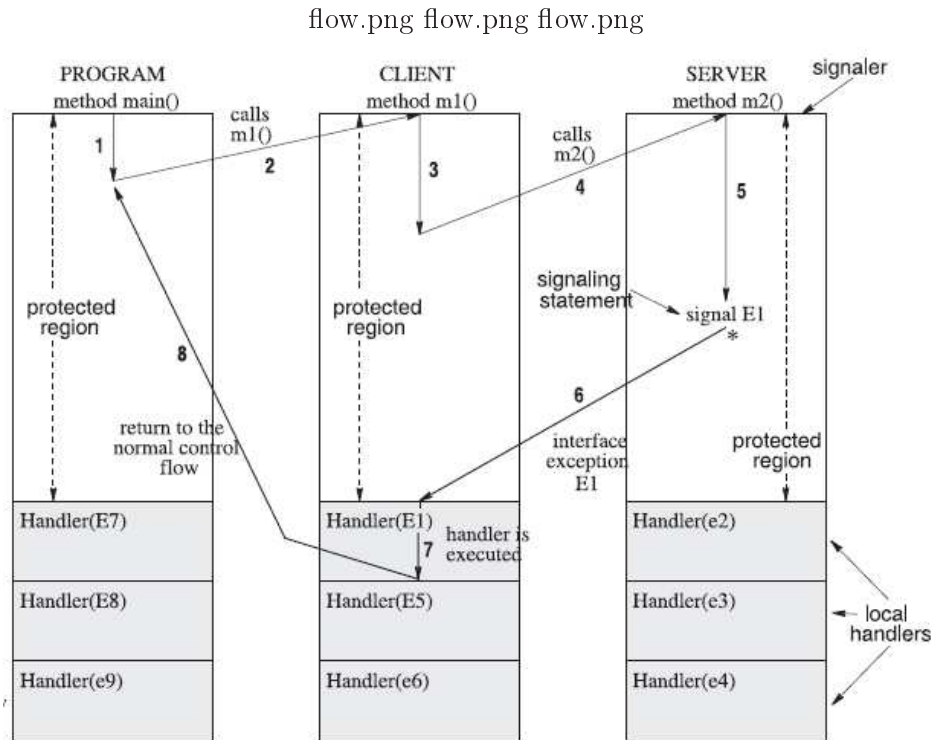 flow.png flow.png flow.png
PROGRAM
method main()
CLIENT
method m1()
SERVER
method m2()
signaler
1
calls
m1()
2
3
calls
m2()
4
5
signaling
statement
signal E1
*
protected
region
protected
region
8
6
return to the
normal control
flow
interface
exception
E1
protected
region
Handler(E7)
Handler(E1)
7
handler is
executed
Handler(e2)
Handler(E8)
Handler(E5)
Handler(e3)
local
handlers
Handler(e9)
Handler(e6)
Handler(e4)